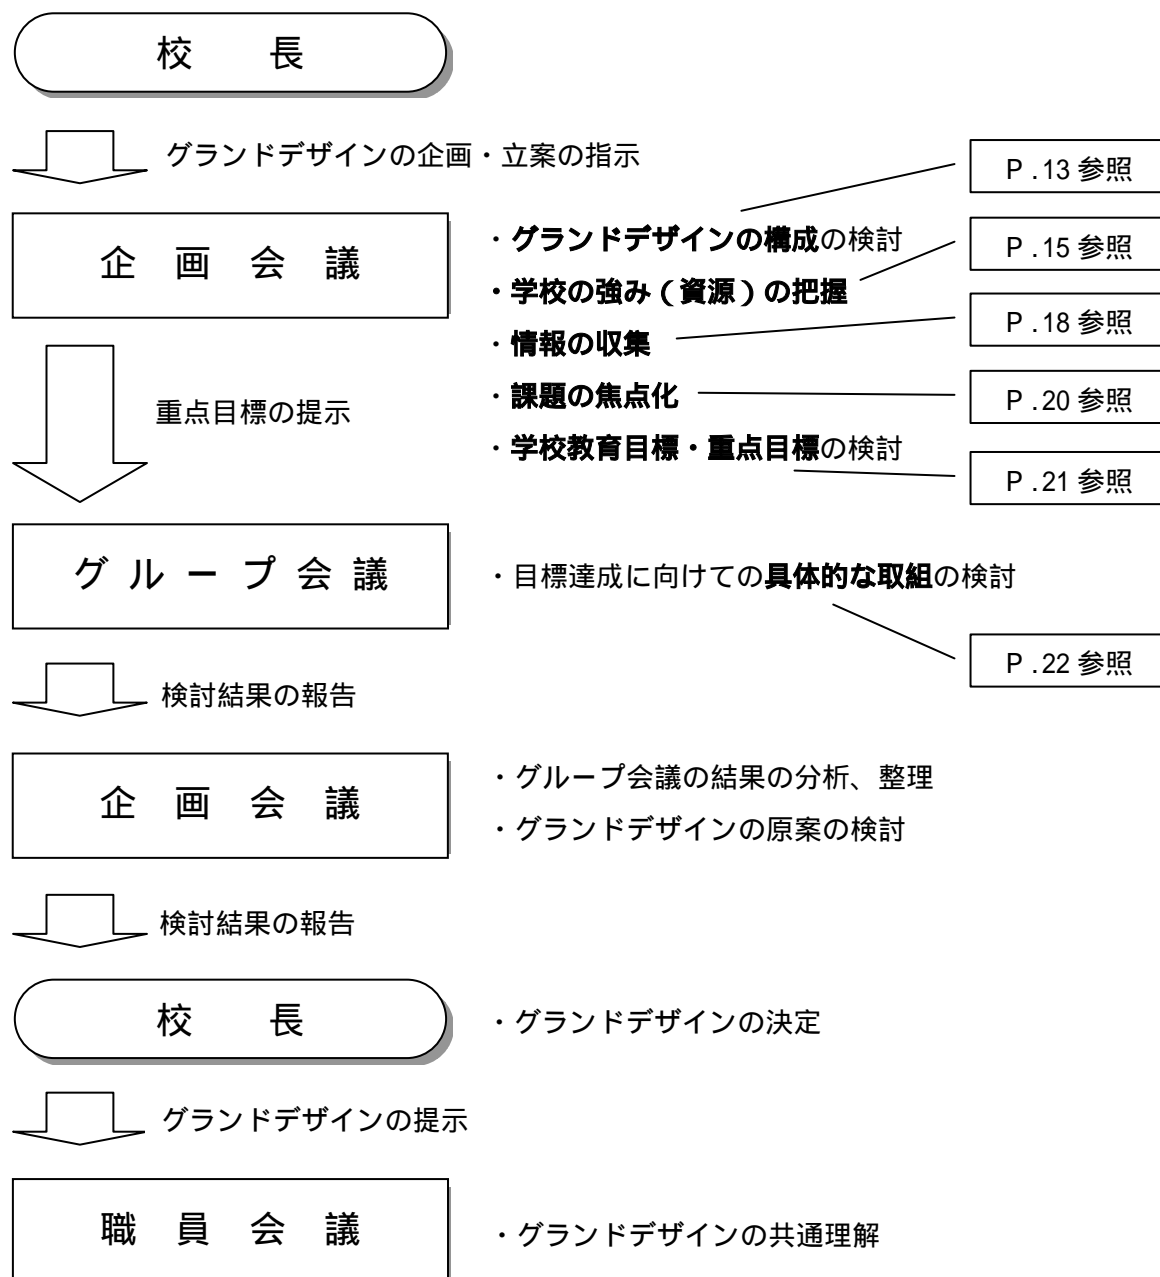 校　長
グランドデザインの企画・立案の指示
P.13 参照
企画会議
・グランドデザインの構成の検討
P.15 参照
・学校の強み（資源）の把握
・情報の収集
P.18 参照
・課題の焦点化
P.20 参照
重点目標の提示
・学校教育目標・重点目標の検討
P.21 参照
グループ会議
・目標達成に向けての具体的な取組の検討
P.22 参照
検討結果の報告
企画会議
・グループ会議の結果の分析、整理
・グランドデザインの原案の検討
検討結果の報告
校　長
・グランドデザインの決定
グランドデザインの提示
職員会議
・グランドデザインの共通理解